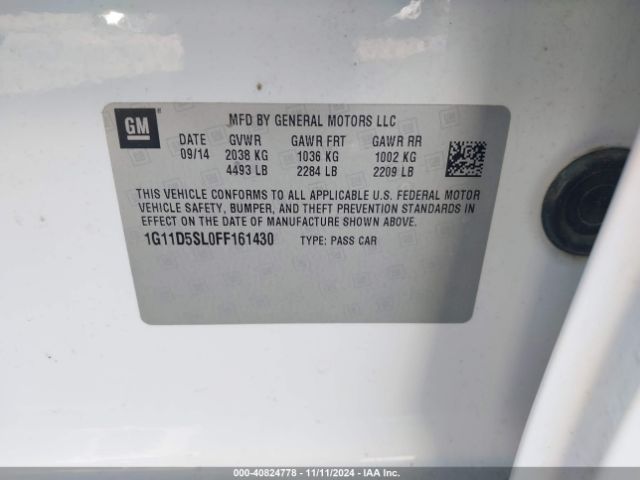 GM
MFD BY GENERAL MOTORS LLC
DATE GVWR GAWR FRT GAWR RR
09/14 2038 KG 1036 KG 1002 KG
4493 LB 2284 LB 2209 LB
THIS VEHICLE CONFORMS TO ALL APPLICABLE U.S. FEDERAL MOTOR
VEHICLE SAFETY, BUMPER, AND THEFT PREVENTION STANDARDS IN
EFFECT ON THE DATE OF MANUFACTURE SHOWN ABOVE.
1G11D5SL0FF161430 TYPE: PASS CAR
000-40824778 - 11/11/2024 - IAA Inc.